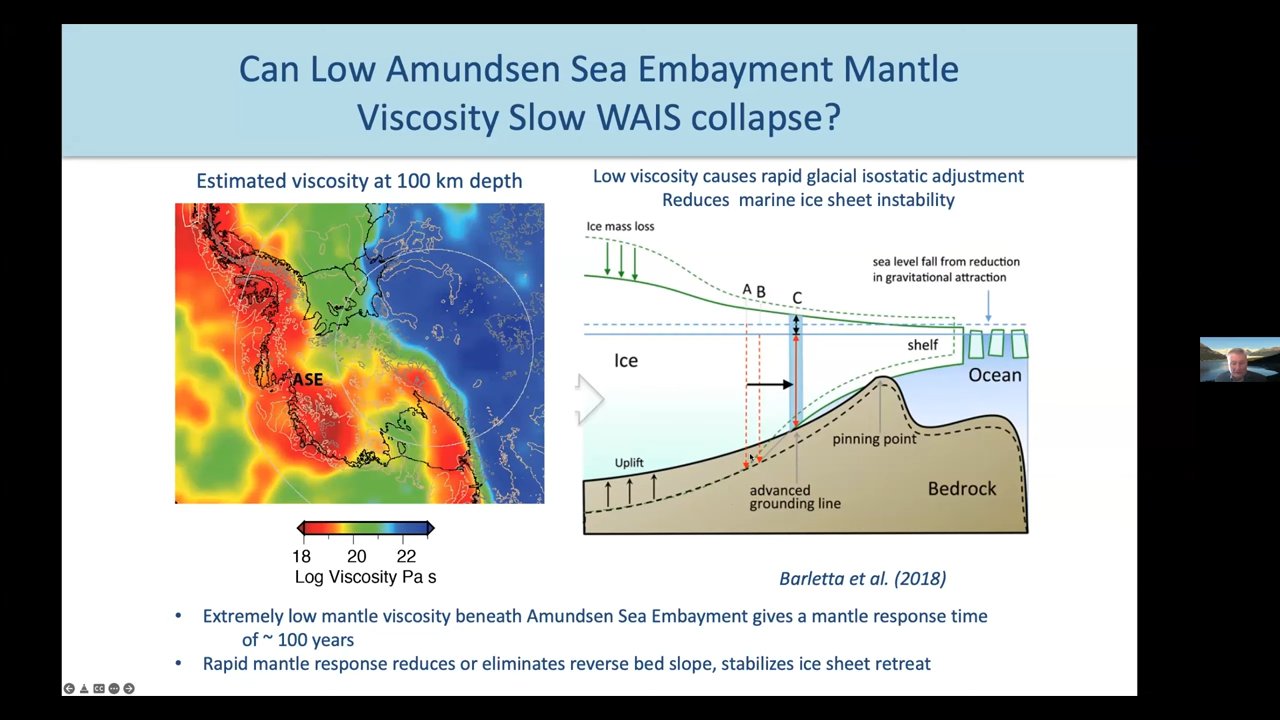 Can Low Amundsen Sea Embayment Mantle
Viscosity Slow WAIS collapse?
Estimated viscosity at 100 km depth
ASE
18 20 22
Log Viscosity Pa s
Low viscosity causes rapid glacial isostatic adjustment
Reduces marine ice sheet instability
Ice mass loss
sea level fall from reduction
in gravitational attraction
A B C
shelf
Ice
Ocean
pinning point
Uplift
advanced
grounding line
Bedrock
Barletta et al. (2018)
• Extremely low mantle viscosity beneath Amundsen Sea Embayment gives a mantle response time
of ~ 100 years
• Rapid mantle response reduces or eliminates reverse bed slope, stabilizes ice sheet retreat